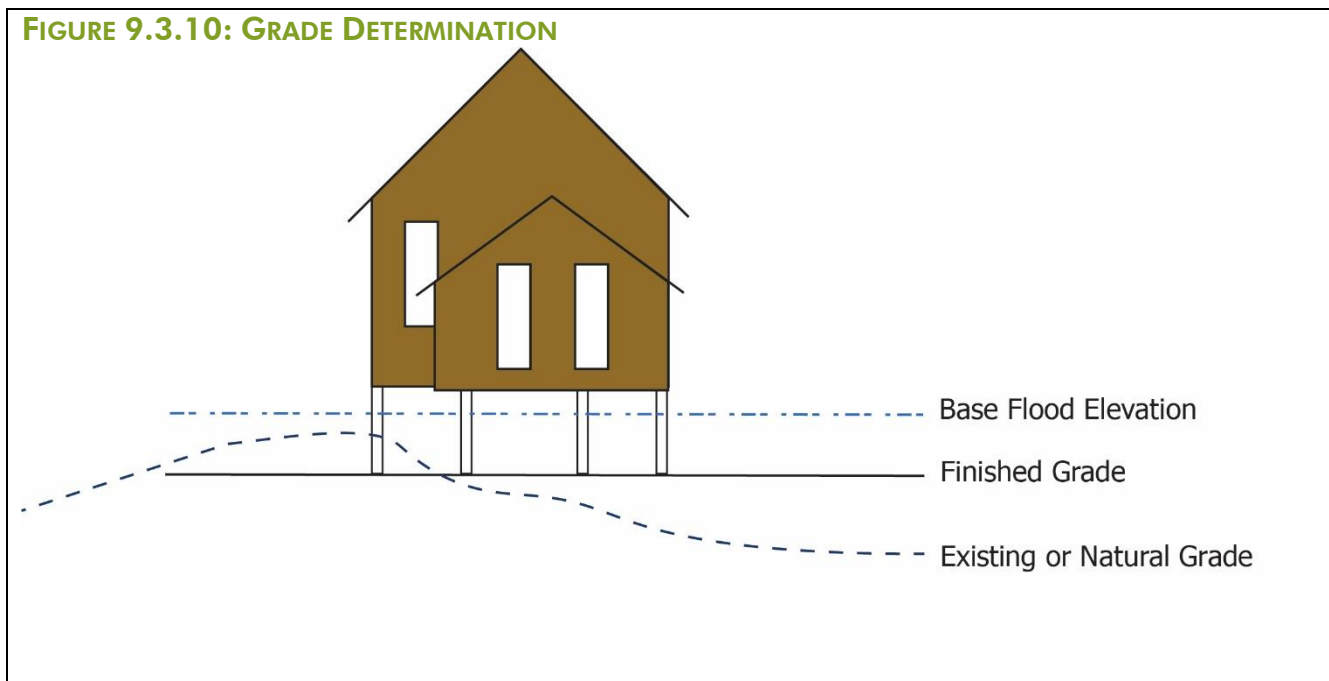 FIGURE 9.3.10: GRADE DETERMINATION
Base Flood Elevation
Finished Grade
Existing or Natural Grade